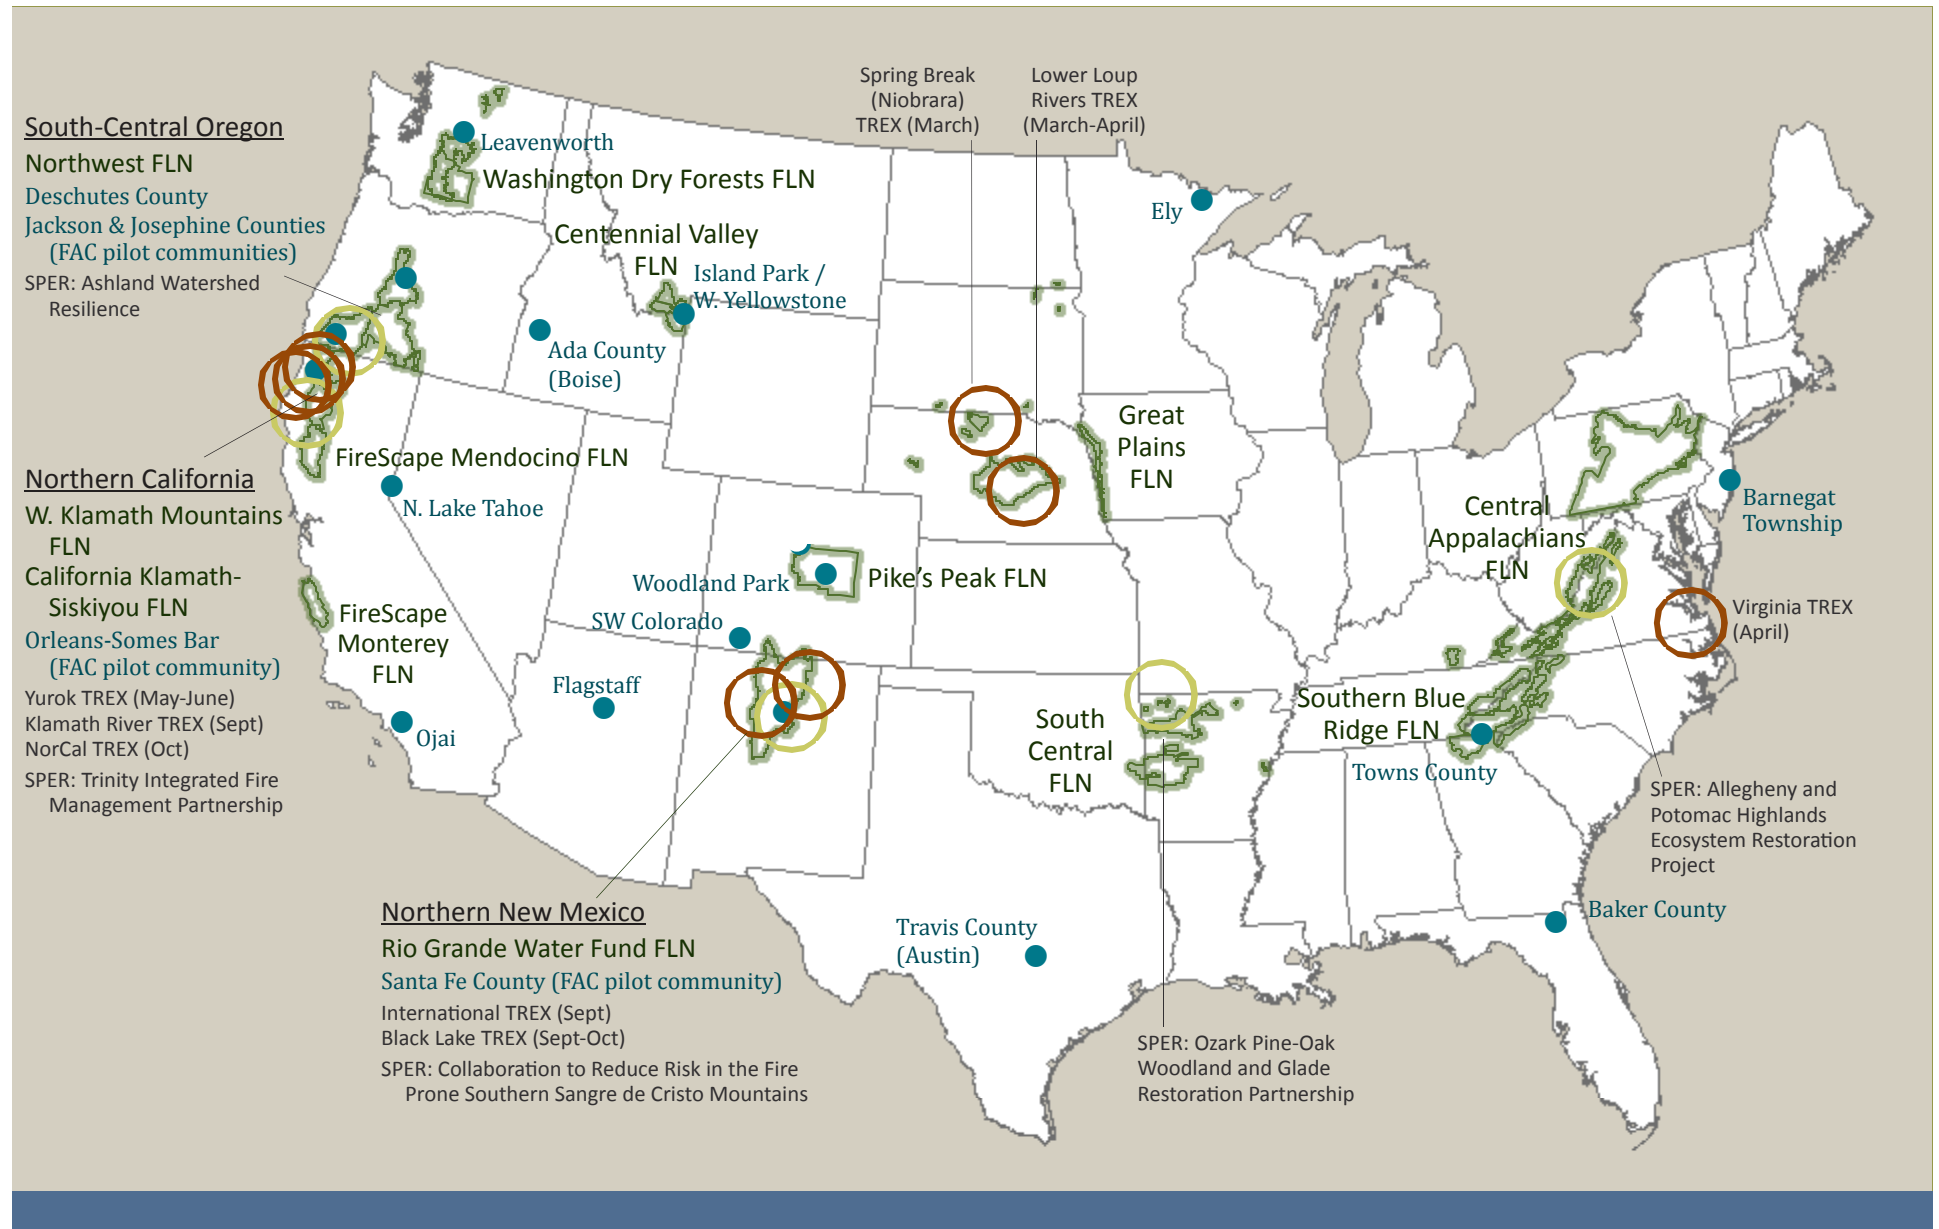 South-Central Oregon
Northwest FLN
Deschutes County
Jackson & Josephine Counties
(FAC pilot communities)
SPER: Ashland Watershed
Resilience
Northern California
W. Klamath Mountains
FLN
California Klamath-
Siskiyou FLN
Orleans-Somes Bar
(FAC pilot community)
Yurok TREX (May-June)
Klamath River TREX (Sept)
NorCal TREX (Oct)
SPER: Trinity Integrated Fire
Management Partnership
Leavenworth
Washington Dry Forests FLN
Centennial Valley
FLN
Island Park /
W. Yellowstone
Ada County
(Boise)
FireScape Mendocino FLN
N. Lake Tahoe
FireScape
Monterey
FLN
Ojai
Flagstaff
Woodland Park
SW Colorado
Pike's Peak FLN
Northern New Mexico
Rio Grande Water Fund FLN
Santa Fe County (FAC pilot community)
International TREX (Sept)
Black Lake TREX (Sept-Oct)
SPER: Collaboration to Reduce Risk in the Fire
Prone Southern Sangre de Cristo Mountains
Spring Break
(Niobrara)
TREX (March)
Lower Loup
Rivers TREX
(March-April)
Ely
Great
Plains
FLN
South
Central
FLN
Travis County
(Austin)
SPER: Ozark Pine-Oak
Woodland and Glade
Restoration Partnership
Central
Appalachians
FLN
Barnegat
Township
Virginia TREX
(April)
Southern Blue
Ridge FLN
Towns County
SPER: Allegheny and
Potomac Highlands
Ecosystem Restoration
Project
Baker County